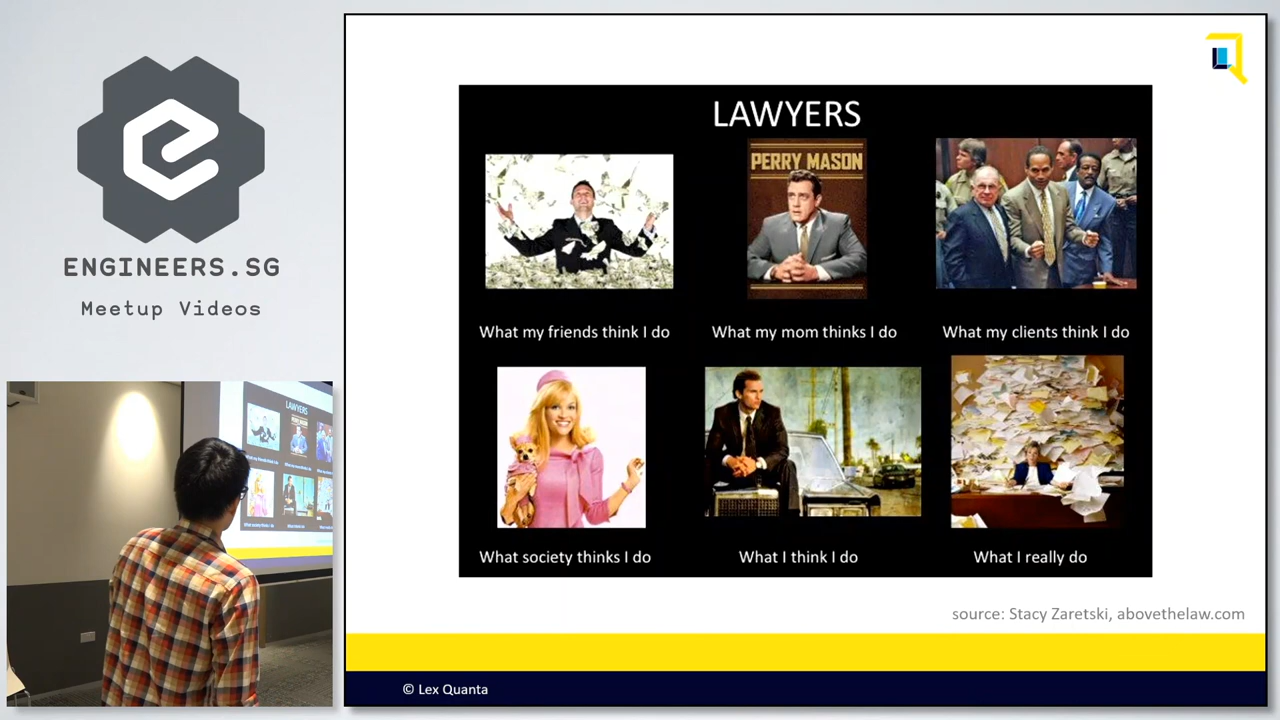 ENGINEERS.SG
Meetup Videos
LAWYERS
PERRY MASON
What my friends think I do
What my mom thinks I do
What my clients think I do
What society thinks I do
What I think I do
What I really do
source: Stacy Zaretski, abovethelaw.com
© Lex Quanta
LAWYERS